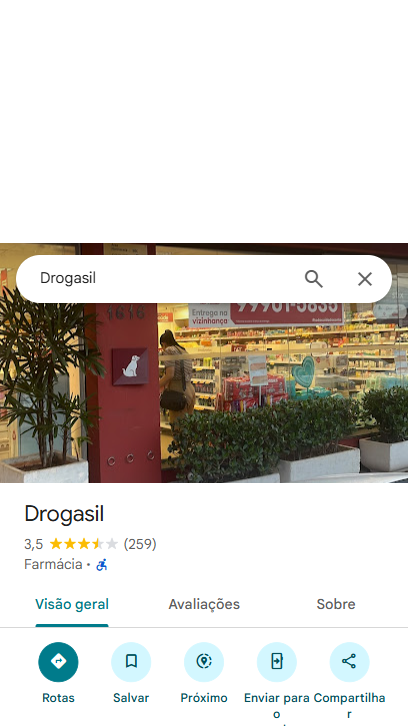 Drogasil
1616
99901-5635
Entrega na
vizinhança
Drogasil
3,5 (259)
Farmácia ·
Visão geral Avaliações Sobre
Rotas Salvar Próximo Enviar para o Compartilhar